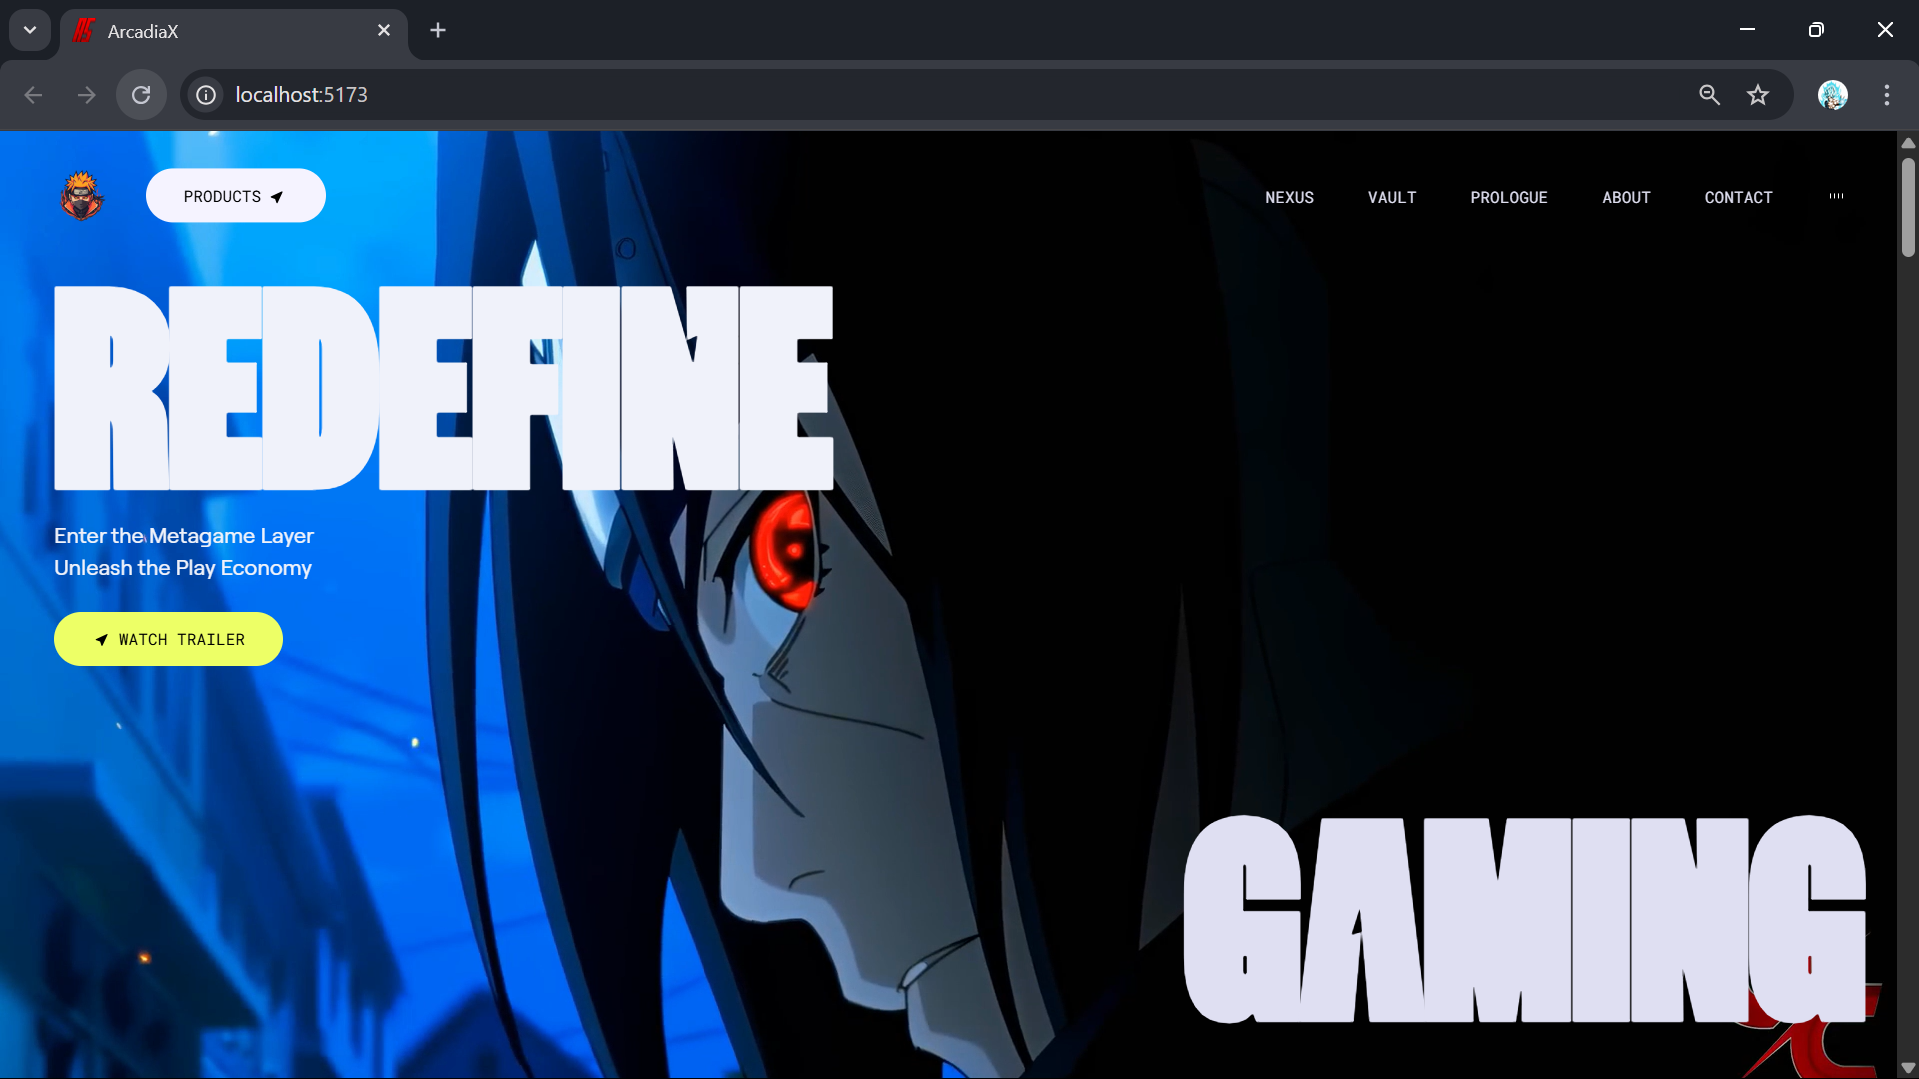 ArcadiaX
localhost:5173
PRODUCTS
NEXUS VAULT PROLOGUE ABOUT CONTACT
REDEFINE
Enter the Metagame Layer
Unleash the Play Economy
WATCH TRAILER
GAMING